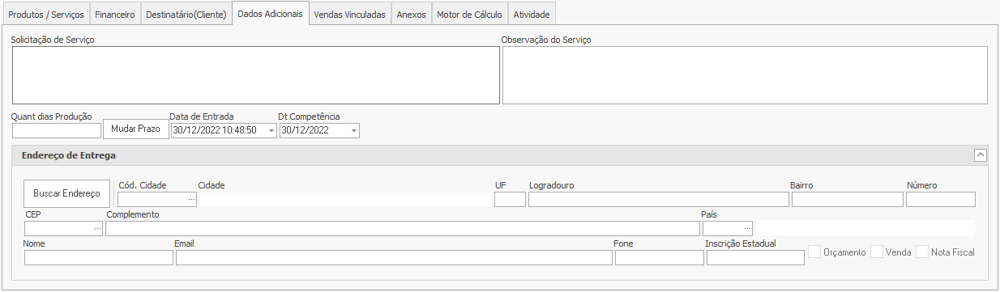 Produtos / Serviços Financeiro Destinatário(Cliente) Dados Adicionais Vendas Vinculadas Anexos Motor de Cálculo Atividade
Solicitação de Serviço Observação do Serviço
Quant dias Produção Data de Entrada Dt Competência
Mudar Prazo 30/12/2022 10:48:50 30/12/2022
Endereço de Entrega
Buscar Endereço Cód. Cidade Cidade UF Logradouro Bairro Número
...
CEP Complemento País
... ...
Nome Email Fone Inscrição Estadual
Orçamento Venda Nota Fiscal